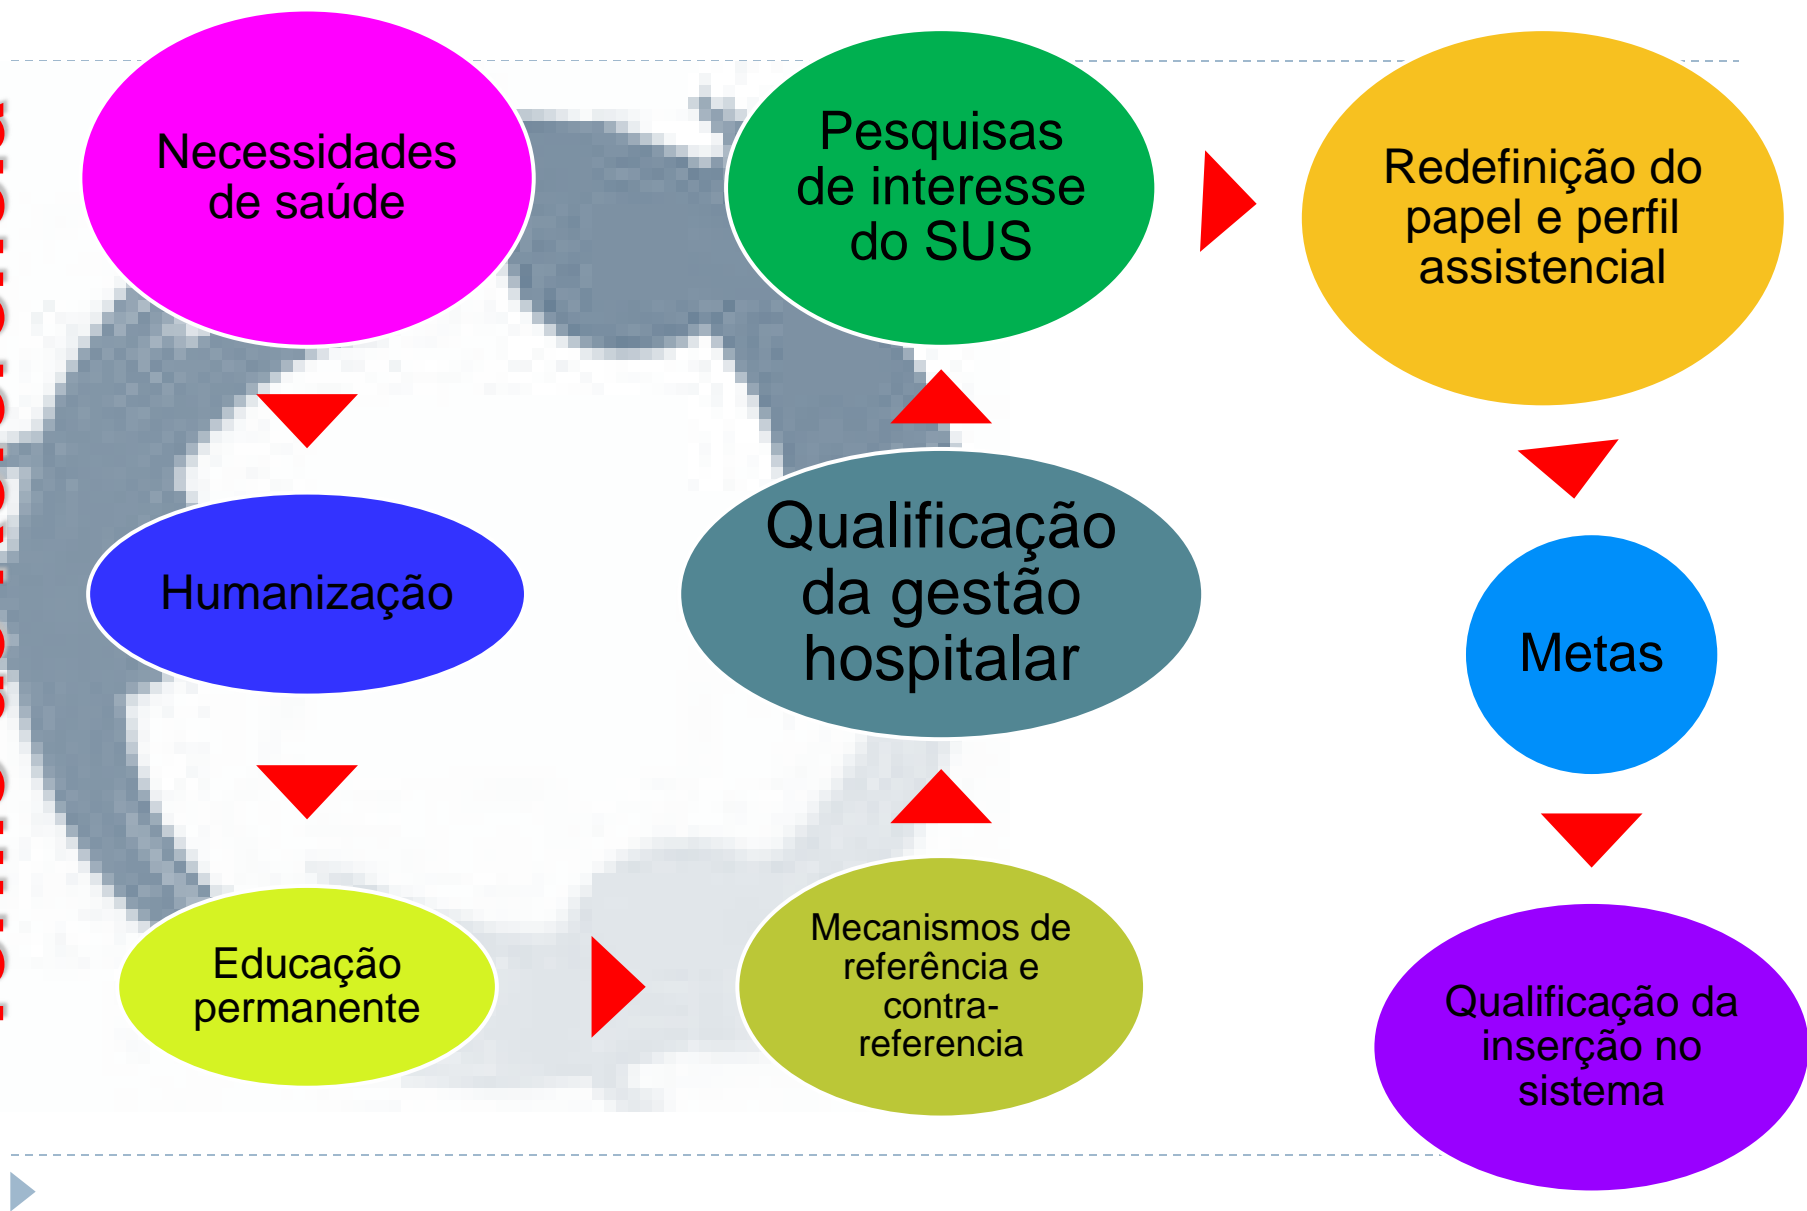 Necessidades
de saúde
Humanização
Educação
permanente
Mecanismos de
referência e
contra-
referencia
Qualificação
da gestão
hospitalar
Pesquisas
de interesse
do SUS
Redefinição do
papel e perfil
assistencial
Metas
Qualificação da
inserção no
sistema